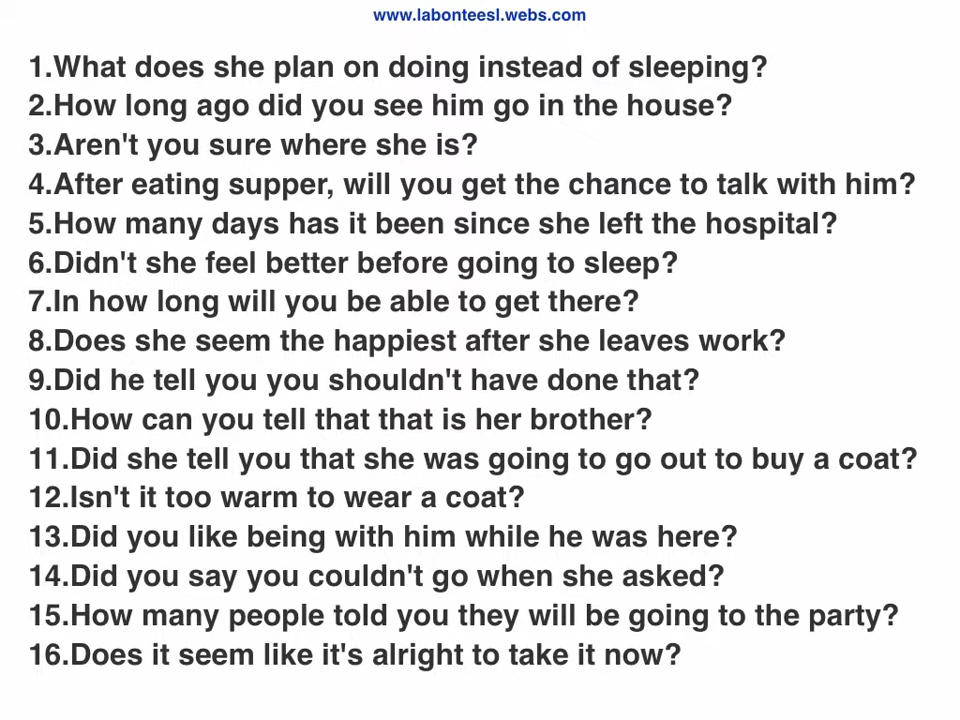 www.labonteesl.webs.com
1.What does she plan on doing instead of sleeping?
2.How long ago did you see him go in the house?
3.Aren't you sure where she is?
4.After eating supper, will you get the chance to talk with him?
5.How many days has it been since she left the hospital?
6.Didn't she feel better before going to sleep?
7.In how long will you be able to get there?
8.Does she seem the happiest after she leaves work?
9.Did he tell you you shouldn't have done that?
10.How can you tell that that is her brother?
11.Did she tell you that she was going to go out to buy a coat?
12.Isn't it too warm to wear a coat?
13.Did you like being with him while he was here?
14.Did you say you couldn't go when she asked?
15.How many people told you they will be going to the party?
16.Does it seem like it's alright to take it now?